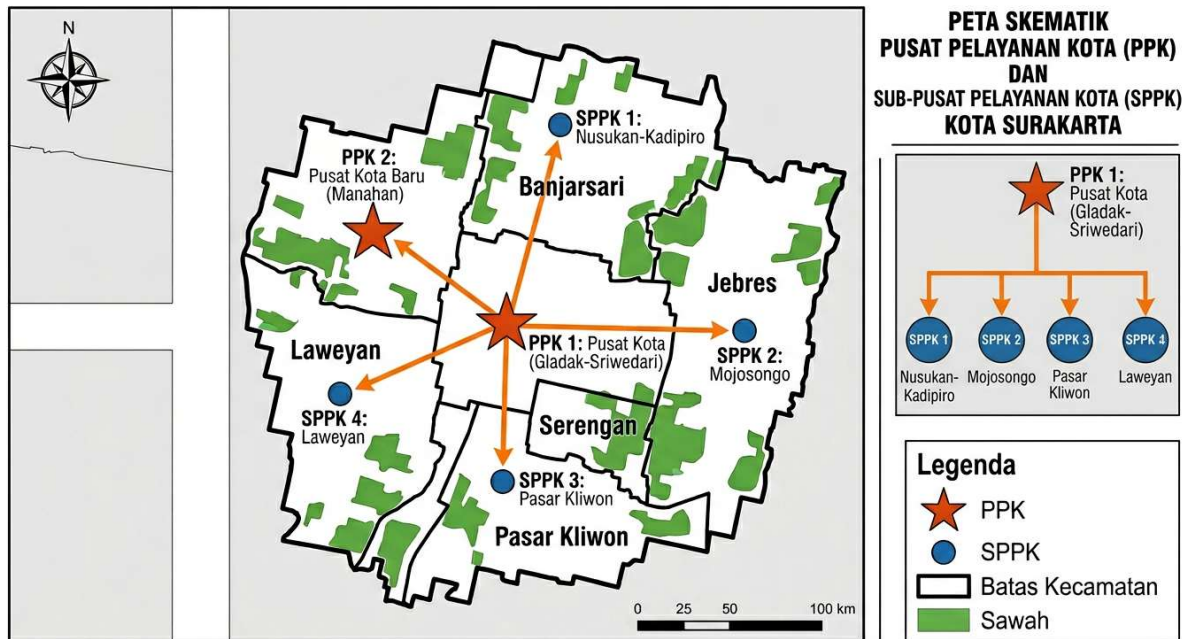 N
PPK 2:
Pusat Kota Baru
(Manahan)
SPPK 1:
Nusukan-Kadipiro
Banjarsari
Jebres
Laweyan
PPK 1: Pusat Kota
(Gladak-Sriwedari)
SPPK 2:
Mojosongo
SPPK 4:
Laweyan
Serengan
SPPK 3:
Pasar Kliwon
Pasar Kliwon
0 25 50 100 km
PETA SKEMATIK
PUSAT PELAYANAN KOTA (PPK)
DAN
SUB-PUSAT PELAYANAN KOTA (SPPK)
KOTA SURAKARTA
PPK 1:
Pusat Kota
(Gladak-
Sriwedari)
SPPK 1 SPPK 2 SPPK 3 SPPK 4
Nusukan-
Kadipiro
Mojosongo
Pasar
Kliwon
Laweyan
Legenda
PPK
SPPK
Batas Kecamatan
Sawah